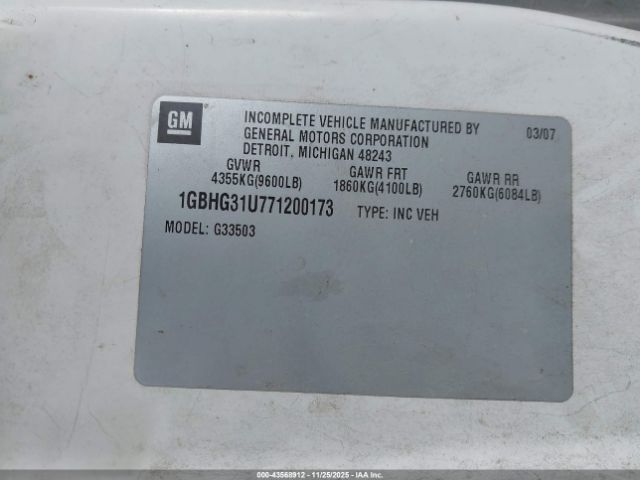 GM
INCOMPLETE VEHICLE MANUFACTURED BY 03/07
GENERAL MOTORS CORPORATION
DETROIT, MICHIGAN 48243
GVWR GAWR FRT GAWR RR
4355KG(9600LB) 1860KG(4100LB) 2760KG(6084LB)
1GBHG31U771200173 TYPE: INC VEH
MODEL: G33503
000-43568912 - 11/25/2025 - IAA Inc.